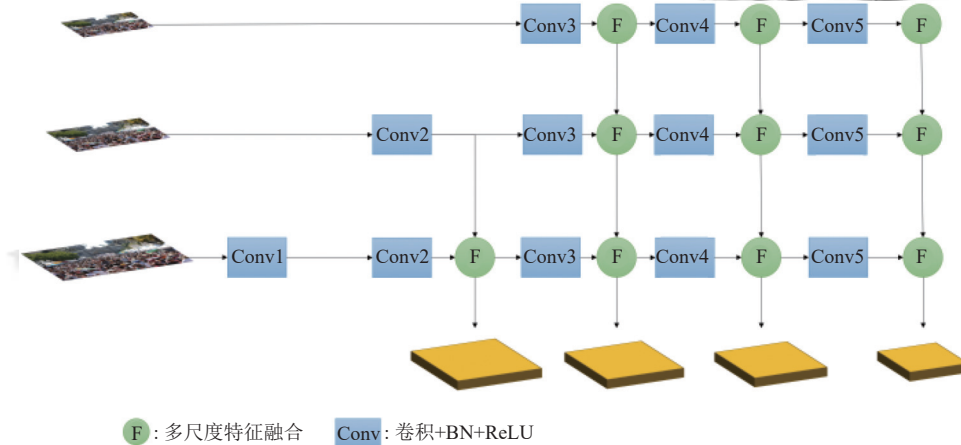 Conv3 F Conv4 F Conv5 F
Conv2 Conv3 F Conv4 F Conv5 F
Conv1 Conv2 F Conv3 F Conv4 F Conv5 F
F : 多尺度特征融合 Conv : 卷积+BN+ReLU